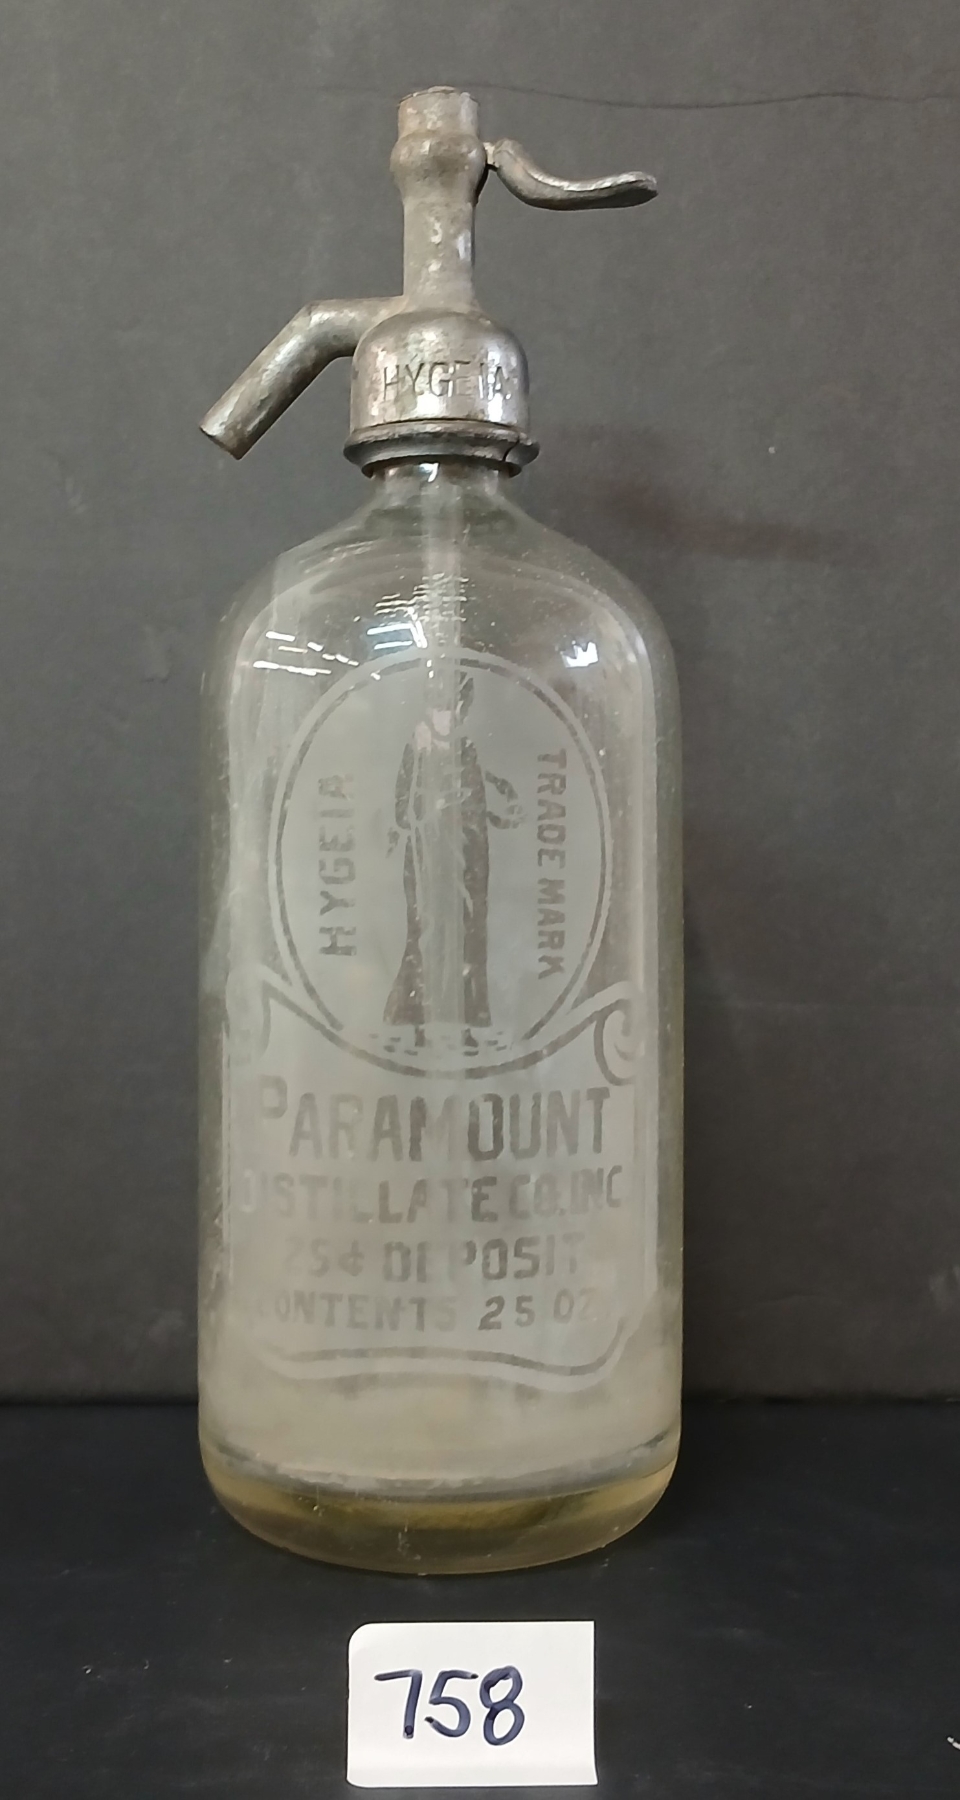 HYGEIA
HYGEIA
TRADE MARK
PARAMOUNT
DISTILLATE CO. INC
25¢ DEPOSIT
CONTENTS 25 OZ.
758